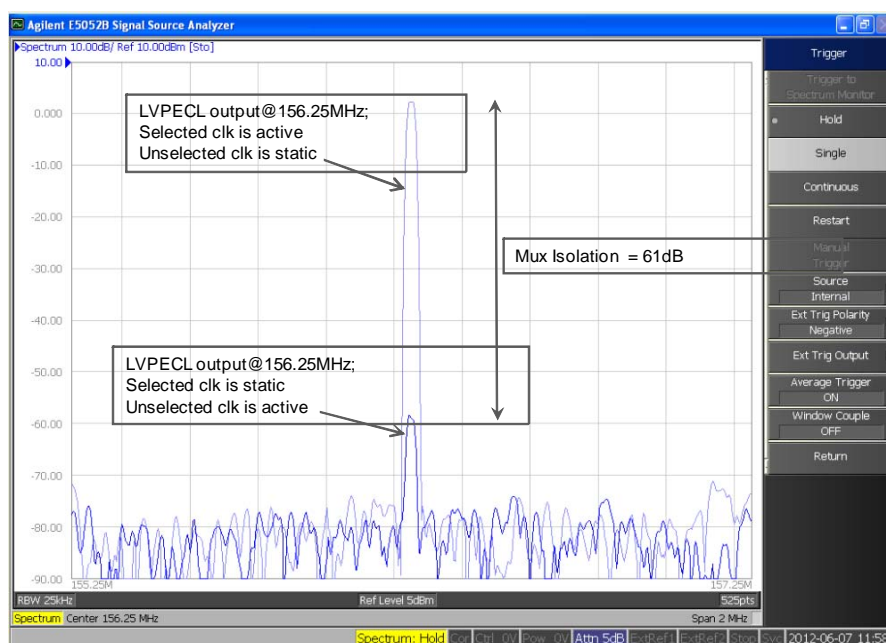 Agilent E5052B Signal Source Analyzer
Spectrum 10.00dB/ Ref 10.00dBm [Sto]
10.00
0.000
-10.00
-20.00
-30.00
-40.00
-50.00
-60.00
-70.00
-80.00
-90.00
LVPECL output@156.25MHz;
Selected clk is active
Unselected clk is static
Mux Isolation = 61dB
LVPECL output@156.25MHz;
Selected clk is static
Unselected clk is active
155.25M
157.25M
RBW 25kHz
Ref Level 5dBm
525pts
Spectrum Center 156.25 MHz
Span 2 MHz
Trigger
Trigger to
Spectrum Monitor
Hold
Single
Continuous
Restart
Manual
Trigger
Source
Internal
Ext Trig Polarity
Negative
Ext Trig Output
Average Trigger
ON
Window Couple
OFF
Return
Spectrum: Hold Cor Ctrl 0V Pow 0V Attn 5dB ExtRef1 ExtRef2 Stop Svc 2012-06-07 11:58